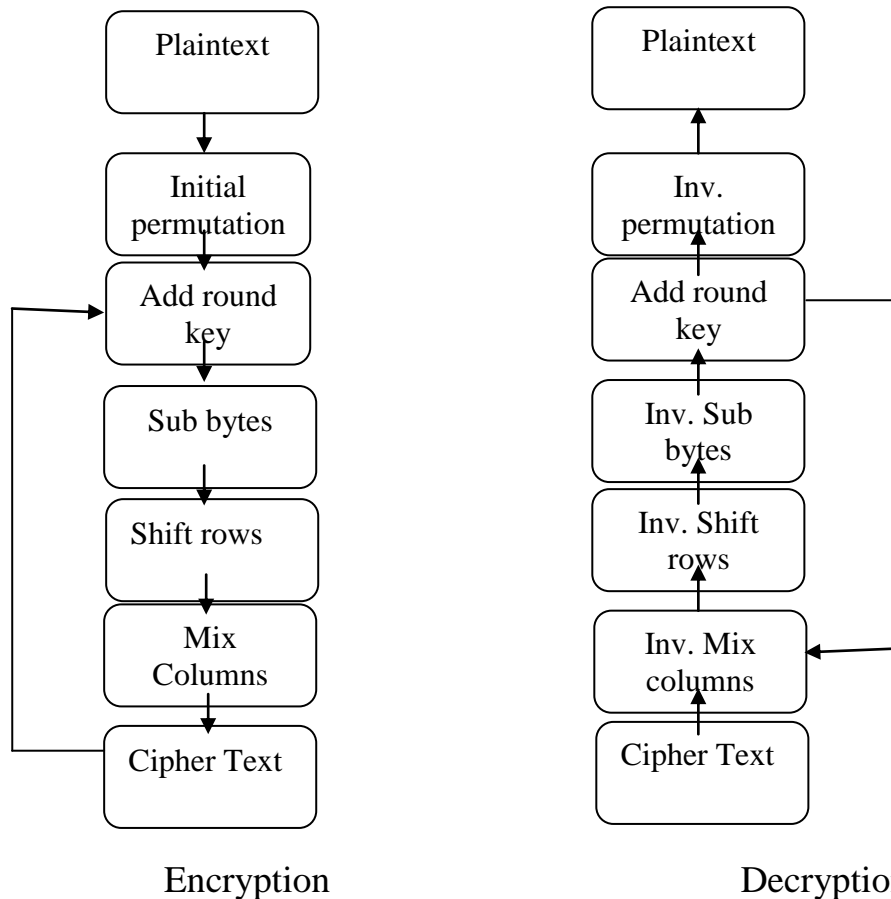 Plaintext
Initial
permutation
Add round
key
Sub bytes
Shift rows
Mix
Columns
Cipher Text
Encryption
Plaintext
Inv.
permutation
Add round
key
Inv. Sub
bytes
Inv. Shift
rows
Inv. Mix
columns
Cipher Text
Decryptio